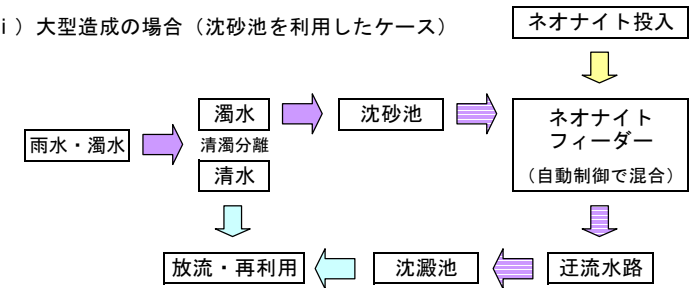 ⅰ）大型造成の場合（沈砂池を利用したケース）
ネオナイト投入
雨水・濁水
濁水
清濁分離
清水
沈砂池
ネオナイト
フィーダー
（自動制御で混合）
放流・再利用
沈澱池
迂流水路